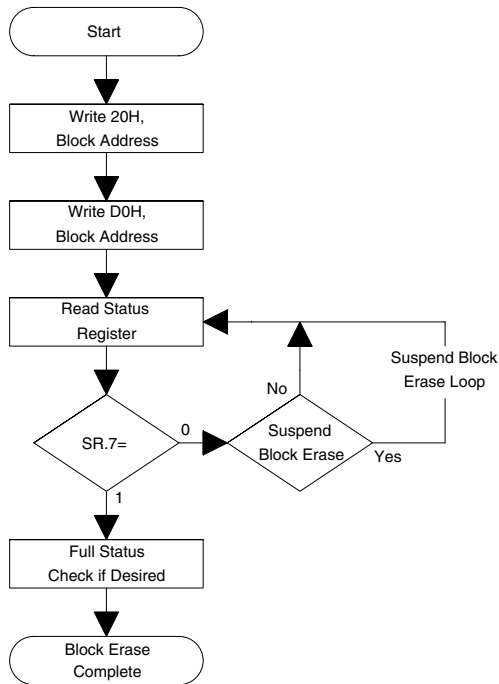 Start
Write 20H,
Block Address
Write D0H,
Block Address
Read Status
Register
Suspend Block
Erase Loop
No
SR.7=
0
Suspend
Block Erase
Yes
1
Full Status
Check if Desired
Block Erase
Complete